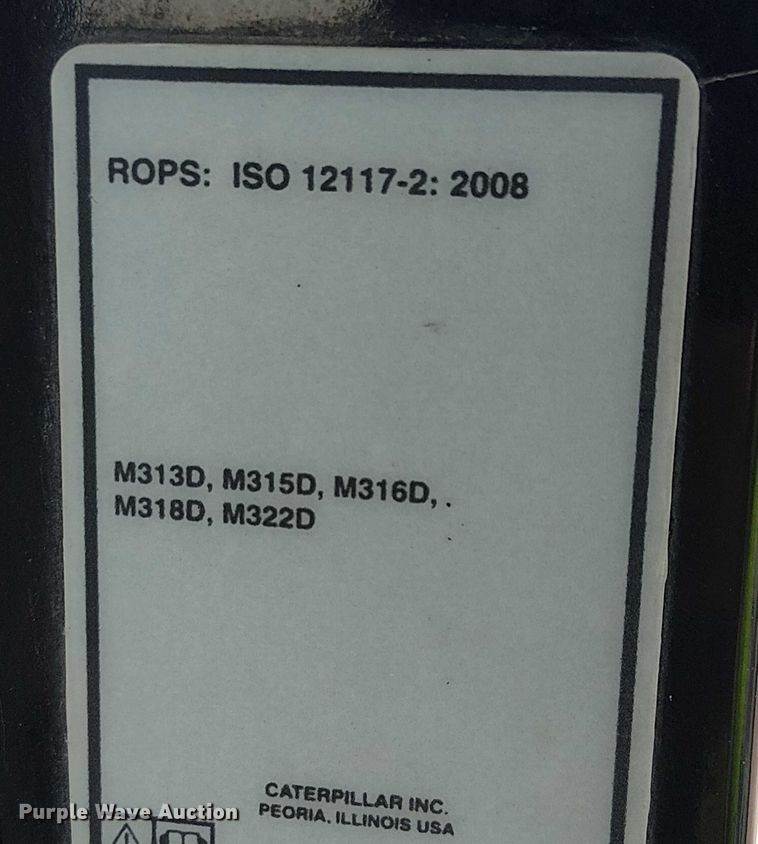 ROPS: ISO 12117-2: 2008
M313D, M315D, M316D, .
M318D, M322D
CATERPILLAR INC.
PEORIA, ILLINOIS USA
Purple Wave Auction